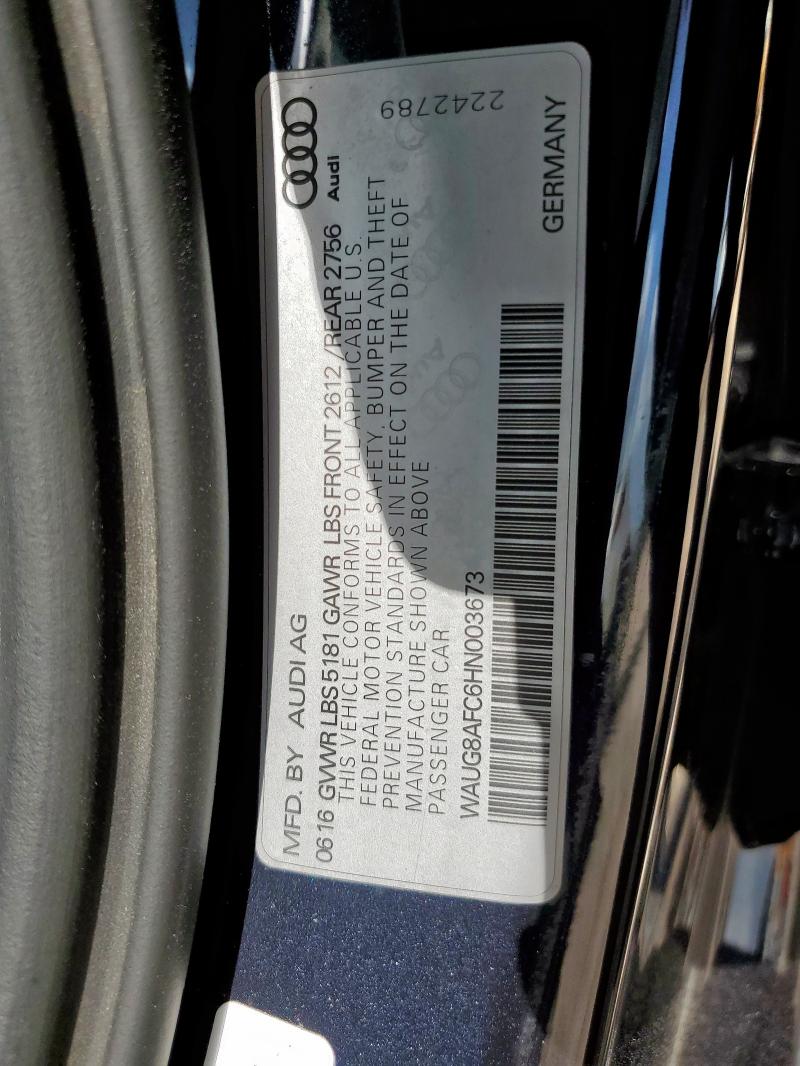 MFD. BY AUDI AG
0616 GVWR LBS 5181 GAWR LBS FRONT 2612 /REAR 2756
THIS VEHICLE CONFORMS TO ALL APPLICABLE U.S.
FEDERAL MOTOR VEHICLE SAFETY, BUMPER AND THEFT
PREVENTION STANDARDS IN EFFECT ON THE DATE OF
MANUFACTURE SHOWN ABOVE
PASSENGER CAR
WAUG8AFC6HN003673
Audi
2242789
GERMANY